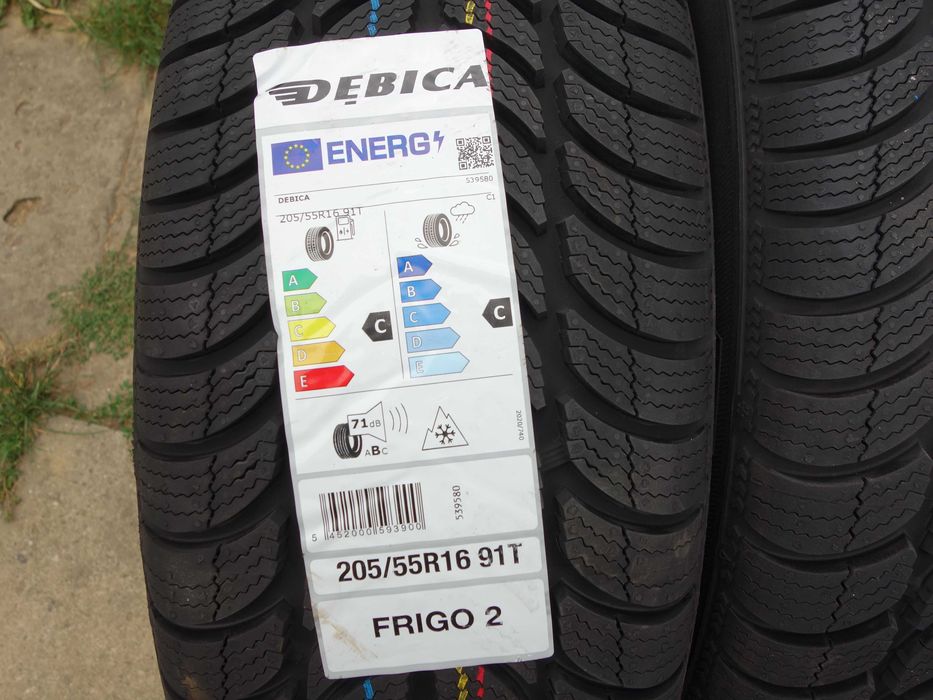 DĘBICA
ENERG
539580
DEBICA
C1
205/55R16 91T
A
B
C
D
E
C
A
B
C
D
E
C
71dB
ABC
2020/740
5 452000 593900
539580
205/55R16 91T
FRIGO 2